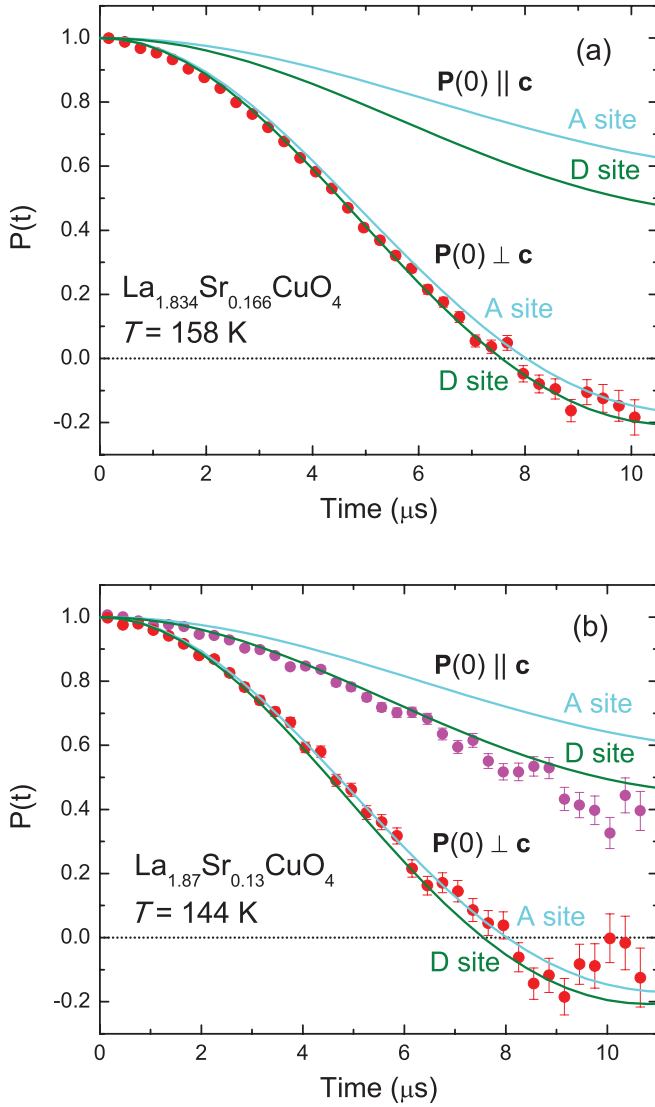 (a)
1.0
0.8
0.6
0.4
0.2
0.0
-0.2
P(t)
P(0) || c
A site
D site
P(0) ⊥ c
La1.834Sr0.166CuO4
T = 158 K
A site
D site
0 2 4 6 8 10
Time (μs)
(b)
1.0
0.8
0.6
0.4
0.2
0.0
-0.2
P(t)
P(0) || c
A site
D site
P(0) ⊥ c
La1.87Sr0.13CuO4
T = 144 K
A site
D site
0 2 4 6 8 10
Time (μs)